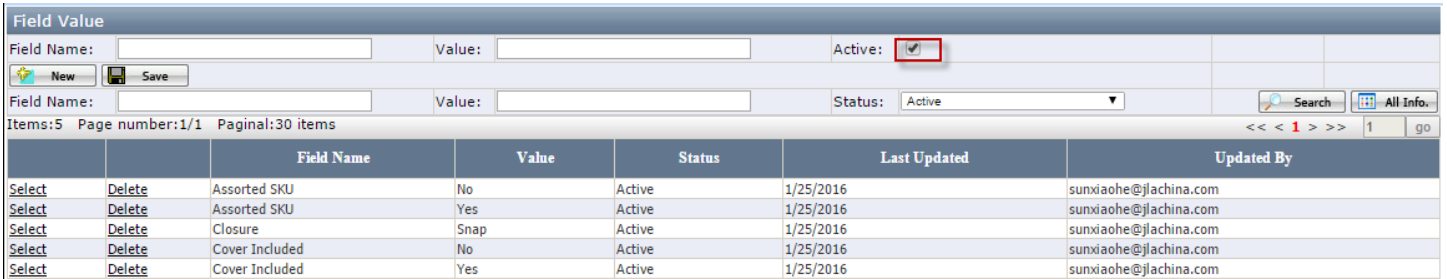 Field Value
Field Name: Value: Active:
New Save
Field Name: Value: Status: Active Search All Info.
Items:5 Page number:1/1 Paginal:30 items << < 1 > >> 1 go
Field Name Value Status Last Updated Updated By
Select Delete Assorted SKU No Active 1/25/2016 sunxiaohe@jlachina.com
Select Delete Assorted SKU Yes Active 1/25/2016 sunxiaohe@jlachina.com
Select Delete Closure Snap Active 1/25/2016 sunxiaohe@jlachina.com
Select Delete Cover Included No Active 1/25/2016 sunxiaohe@jlachina.com
Select Delete Cover Included Yes Active 1/25/2016 sunxiaohe@jlachina.com